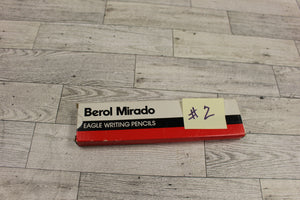 Berol Mirado
#2
EAGLE WRITING PENCILS